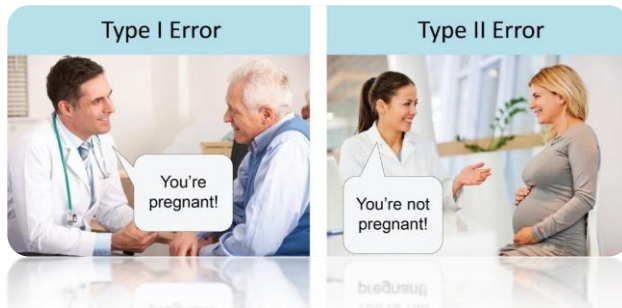 Type I Error
You're
pregnant!
Type II Error
You're not
pregnant!